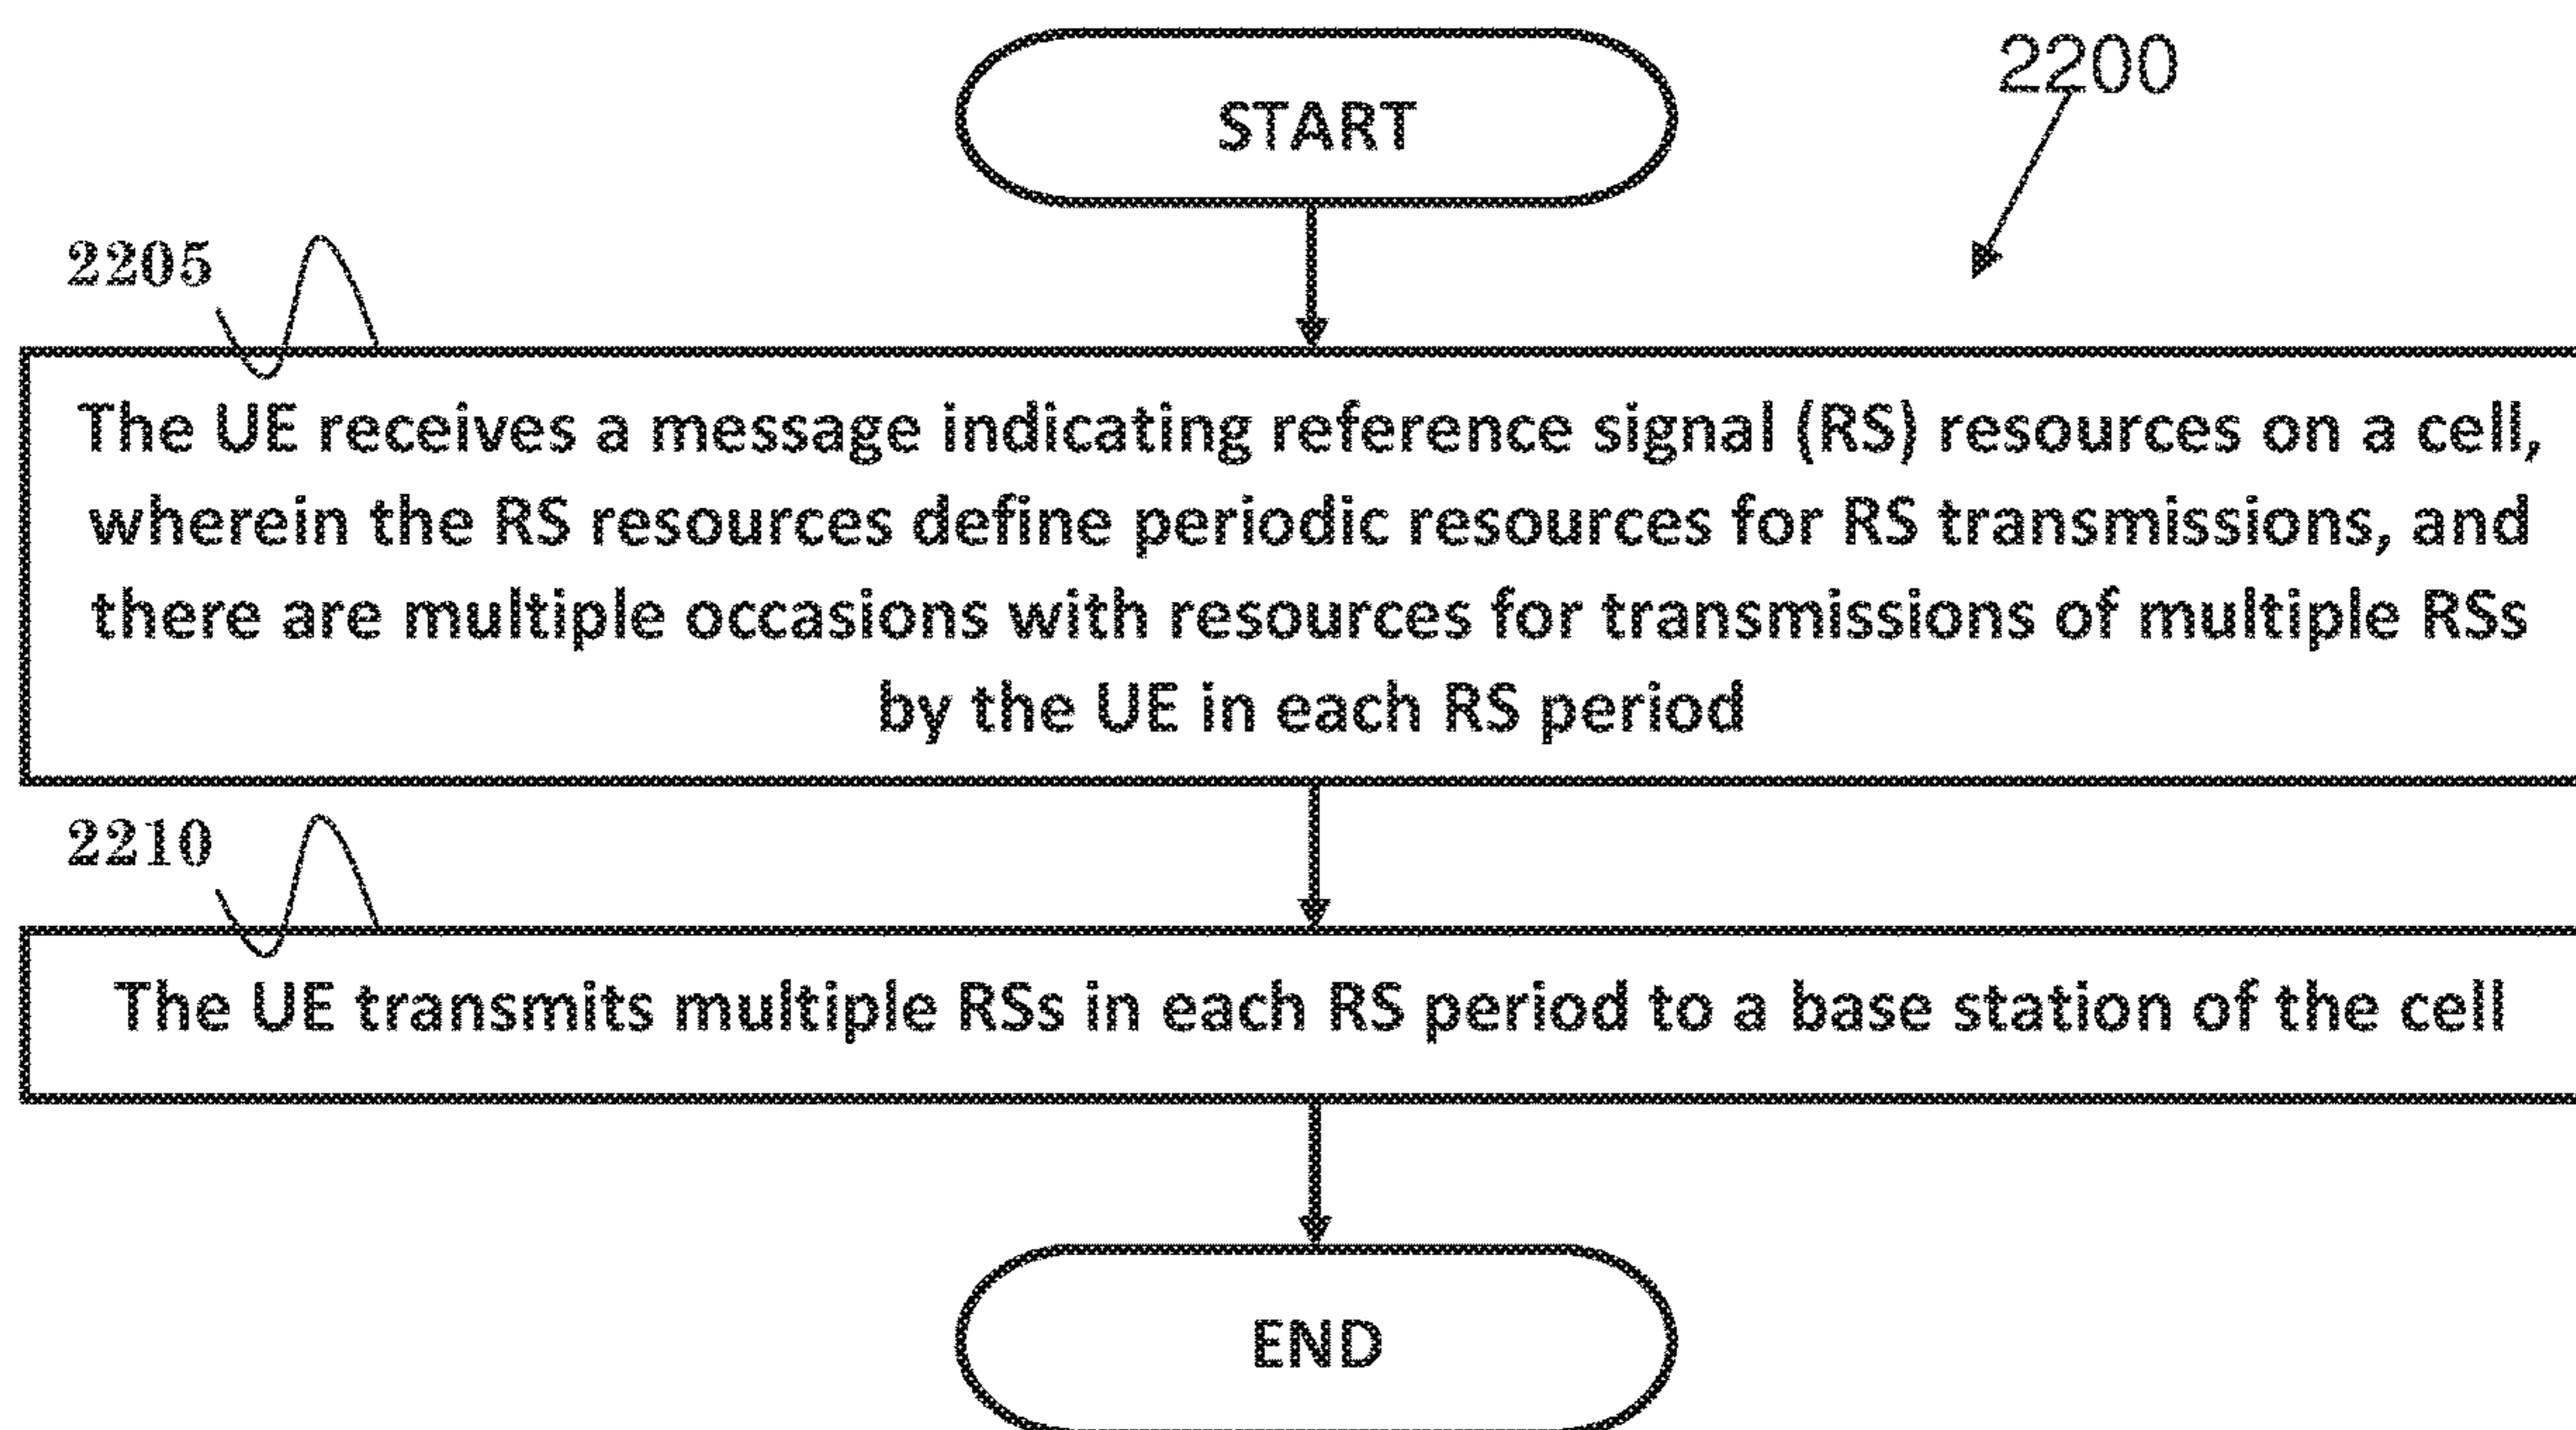 START
2200
2205
The UE receives a message indicating reference signal (RS) resources on a cell,
wherein the RS resources define periodic resources for RS transmissions, and
there are multiple occasions with resources for transmissions of multiple RSs
by the UE in each RS period
2210
The UE transmits multiple RSs in each RS period to a base station of the cell
END